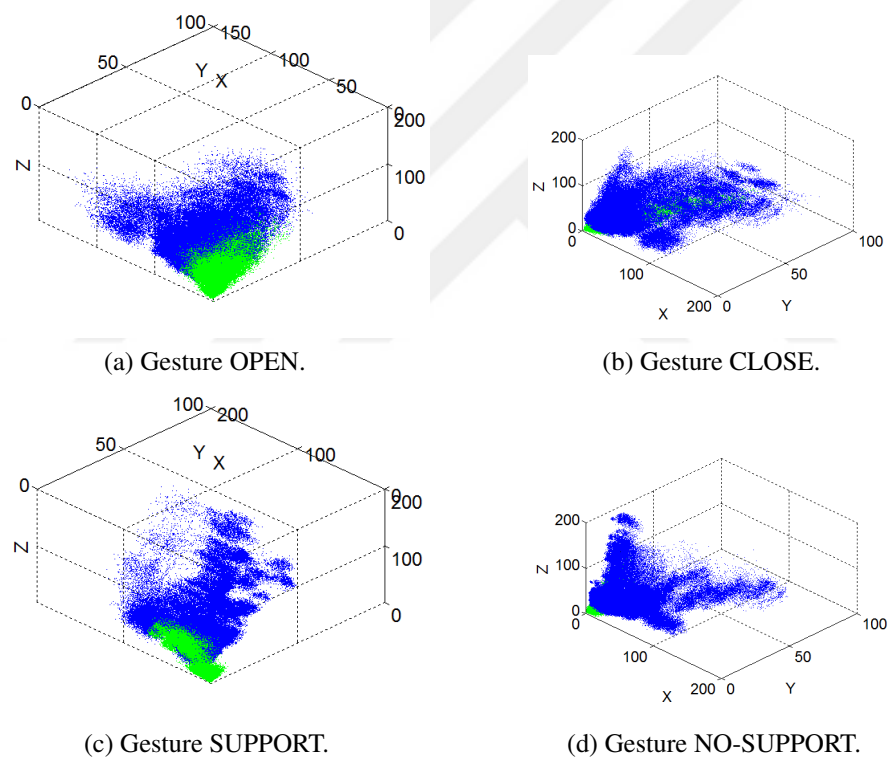 100 150
50 100
Y X
50
0 0
200
Z
100
0
200
Z 100
0
0 100
100 50
X 200 0 Y
(a) Gesture OPEN.
(b) Gesture CLOSE.
100 200
50 100
Y X
0 0
200
Z
100
0
200
Z 100
0
0 100
100 50
X 200 0 Y
(c) Gesture SUPPORT.
(d) Gesture NO-SUPPORT.